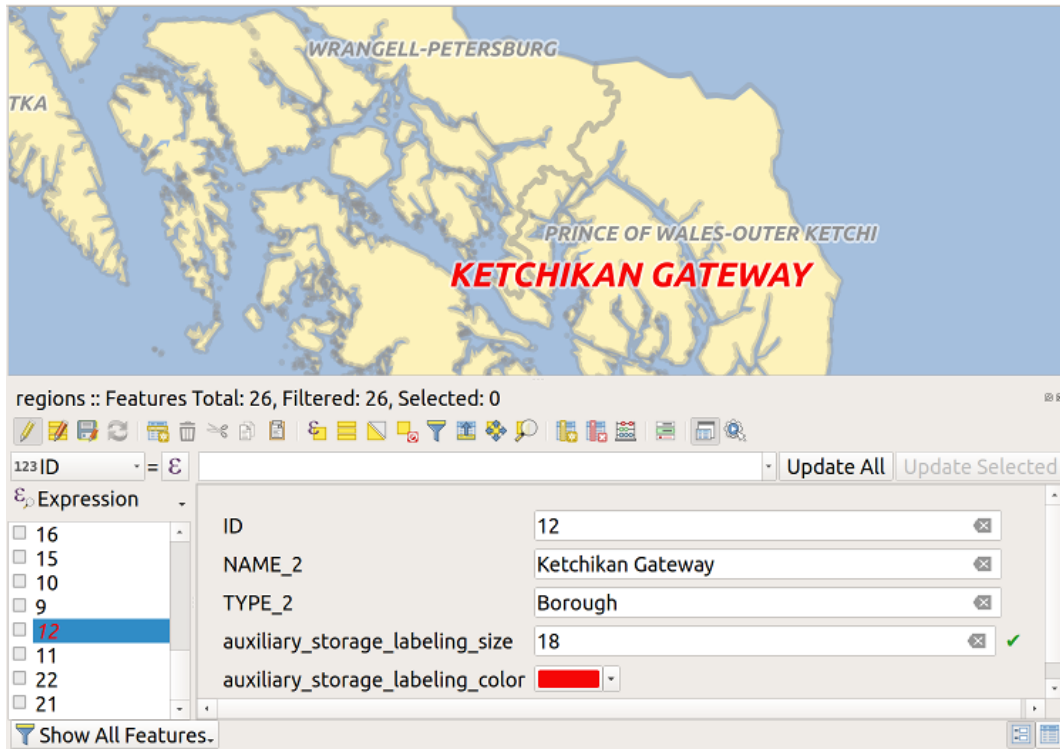 WRANGELL-PETERSBURG
TKA
PRINCE OF WALES-OUTER KETCHI
KETCHIKAN GATEWAY
regions :: Features Total: 26, Filtered: 26, Selected: 0
123 ID = ε Update All Update Selected
Expression
16
15
10
9
12
11
22
21
ID 12
NAME_2 Ketchikan Gateway
TYPE_2 Borough
auxiliary_storage_labeling_size 18
auxiliary_storage_labeling_color
Show All Features